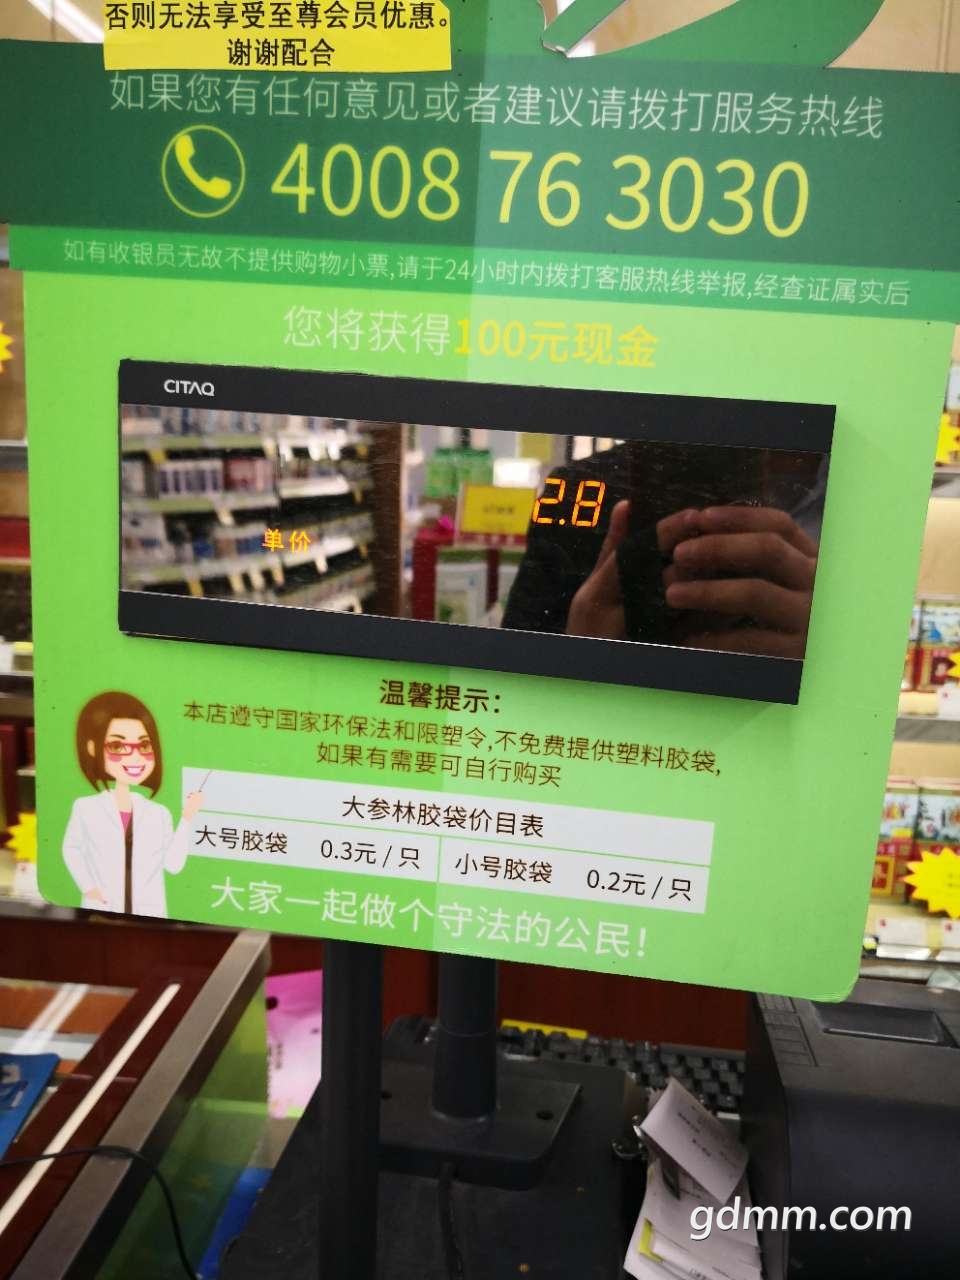 否则无法享受至尊会员优惠。
谢谢配合
如果您有任何意见或者建议请拨打服务热线
4008 76 3030
如有收银员无故不提供购物小票,请于24小时内拨打客服热线举报,经查证属实后
您将获得100元现金
CITAQ
2.8
单价
温馨提示:
本店遵守国家环保法和限塑令,不免费提供塑料胶袋,
如果有需要可自行购买
大参林胶袋价目表
大号胶袋 0.3元 / 只 小号胶袋 0.2元 / 只
大家一起做个守法的公民!
gdmm.com